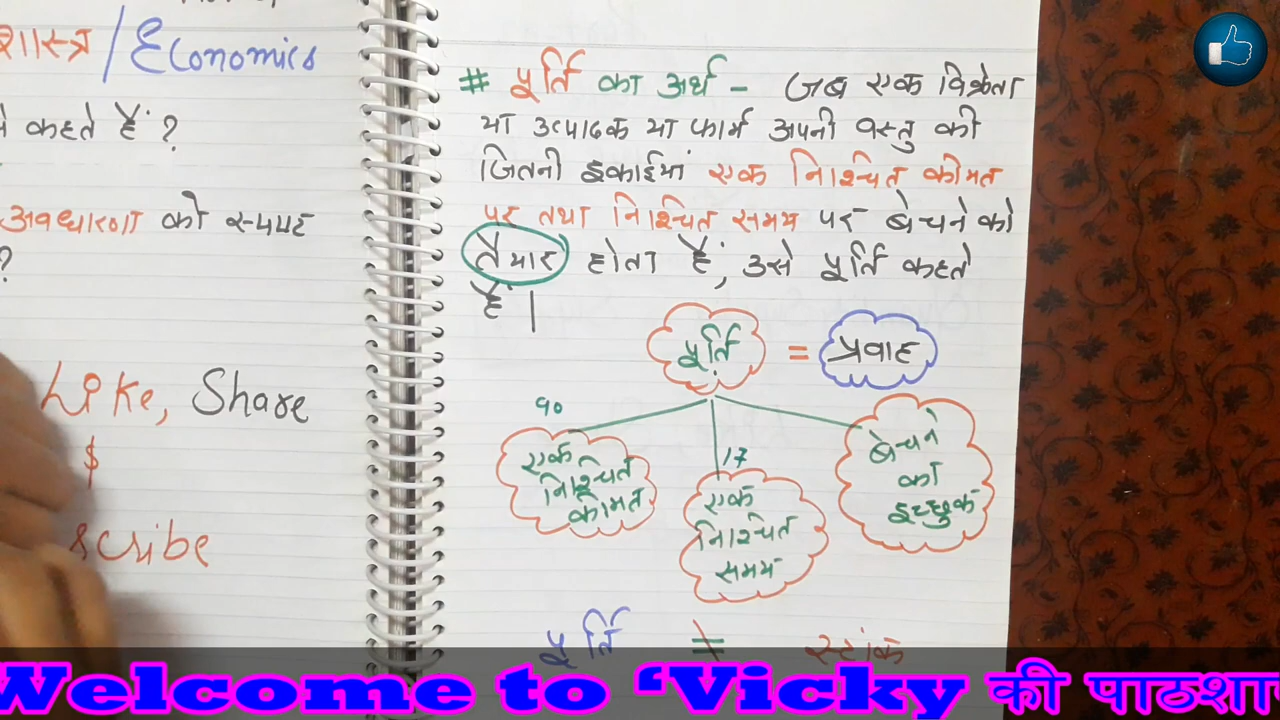 शास्त्र / Economics
कहते हैं ?
अवधारणा को स्पष्ट
?
Like, Share
$
scribe
# पूर्ति का अर्थ - जब एक विक्रेता
या उत्पादक या फार्म अपनी वस्तु की
जितनी इकाईयां एक निश्चित कीमत
पर तथा निश्चित समय पर बेचने को
तैयार होता है, उसे पूर्ति कहते
हैं |
पूर्ति = प्रवाह
एक
निश्चित
कीमत
17
एक
निश्चित
समय
बेचने
का
इच्छुक
पूर्ति ≠ स्टॉक
Welcome to ‘Vicky की पाठशा